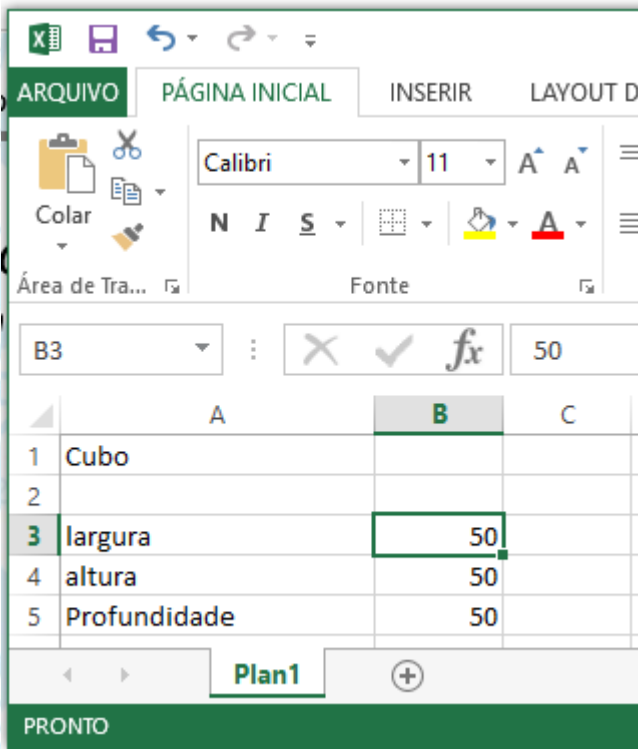 ARQUIVO PÁGINA INICIAL INSERIR LAYOUT D
Calibri 11 A A
Colar
N I S A
Área de Tra... Fonte
B3 fx 50
A B C
1 Cubo
2
3 largura 50
4 altura 50
5 Profundidade 50
Plan1
PRONTO